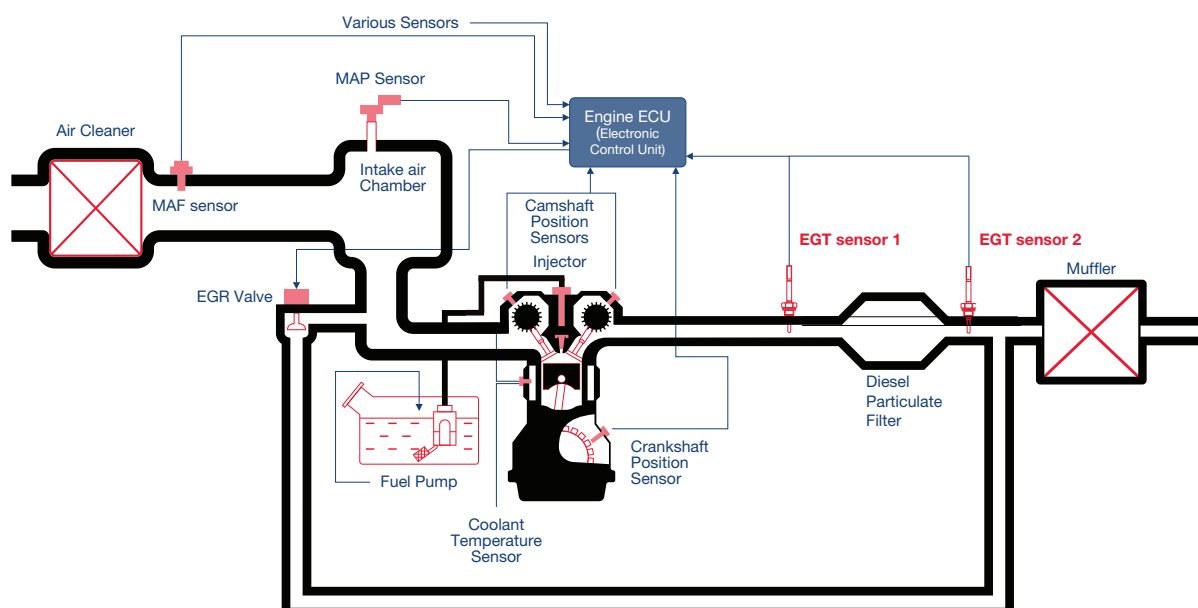 Various Sensors
MAP Sensor
Engine ECU
(Electronic
Control Unit)
Air Cleaner
Intake air
Chamber
MAF sensor
Camshaft
Position
Sensors
Injector
EGT sensor 1
EGT sensor 2
Muffler
EGR Valve
Diesel
Particulate
Filter
Crankshaft
Position
Sensor
Fuel Pump
Coolant
Temperature
Sensor